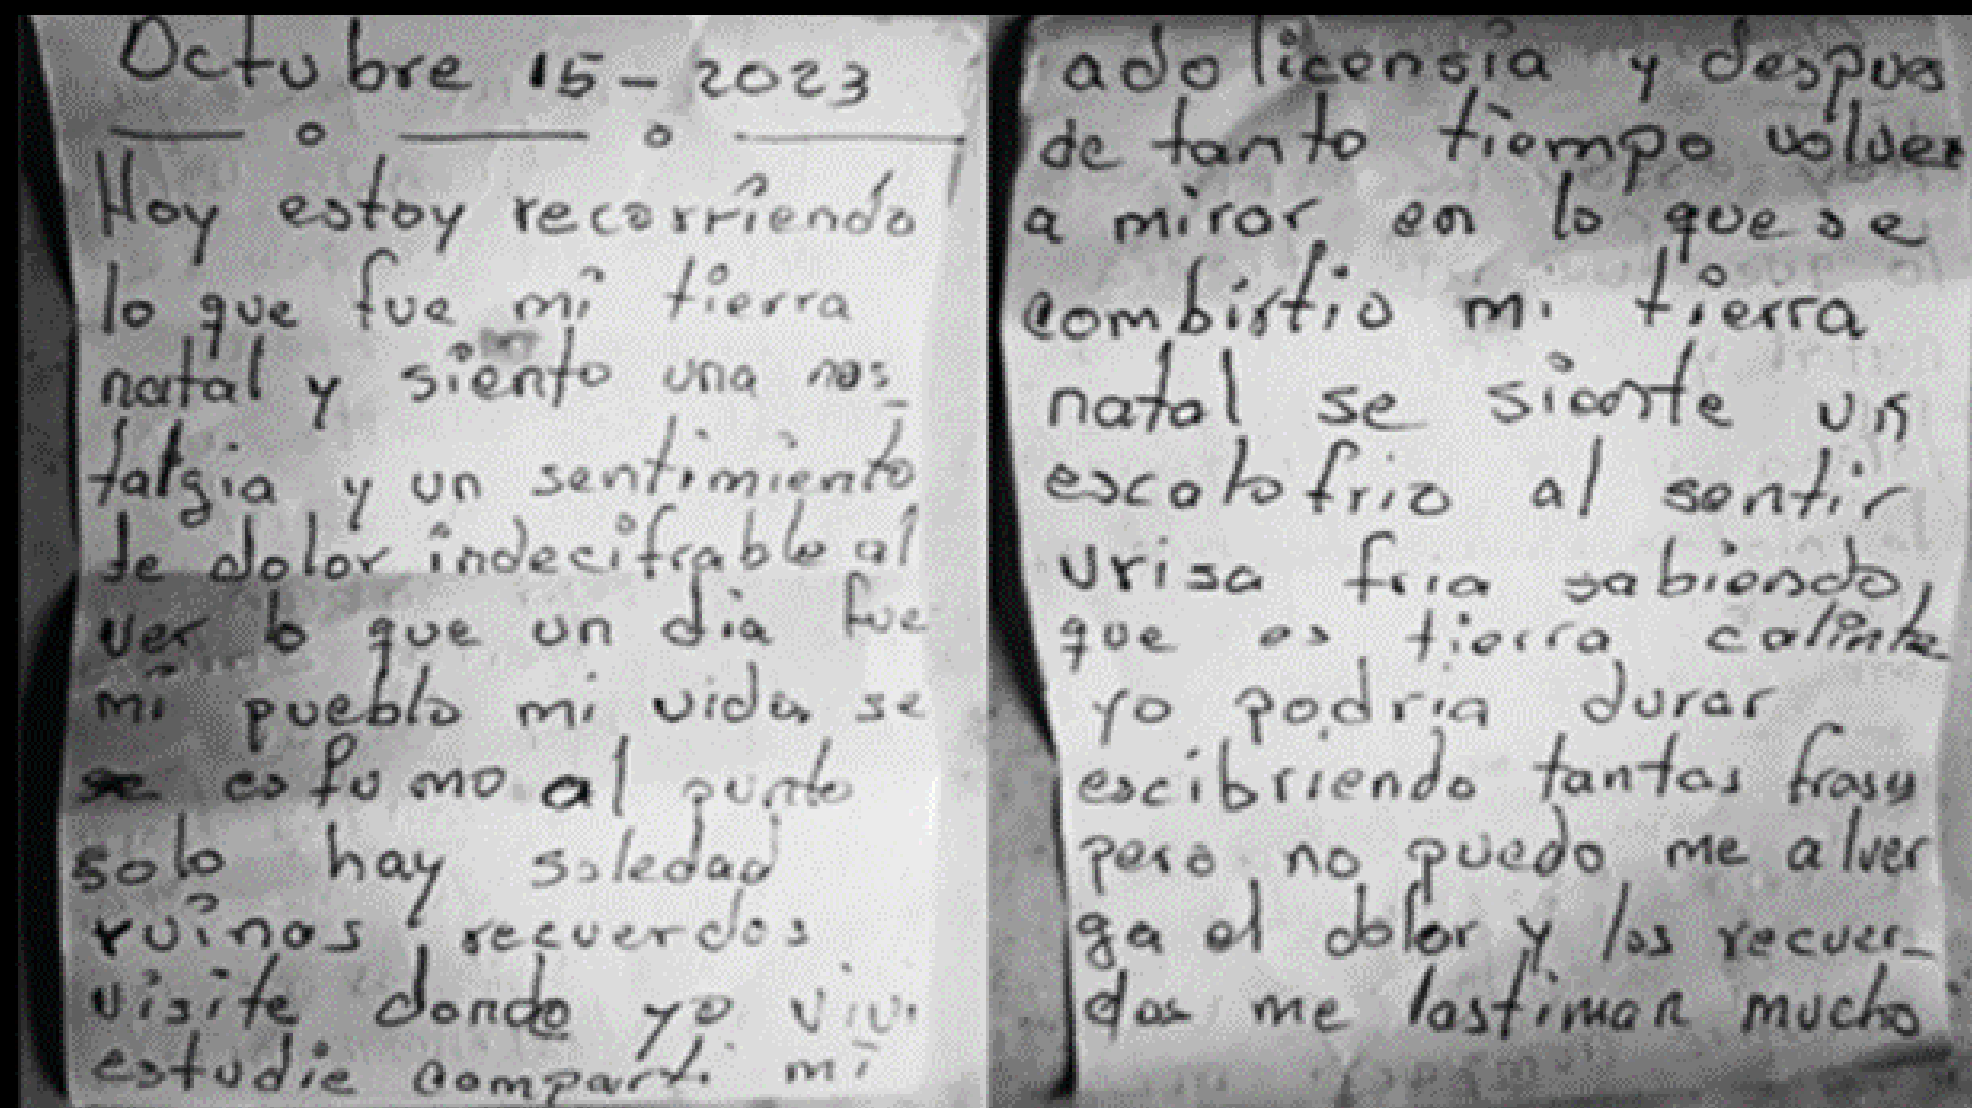 Octubre 15-2023
Hoy estoy recorriendo
lo que fue mi tierra
natal y siento una nos_
talgia y un sentimiento
de dolor indecifrable al
ver lo que un dia fue
mi pueblo mi vida se
se esfumo al punto
solo hay soledad
ruinas, recuerdos
visite donde yo vivi
estudie comparti mi
adolicensia y despues
de tanto tiempo volver
a mirar en lo que se
combirtio mi tierra
natal se siente un
escalofrio al sentir
vrisa fria sabiendo,
que es tierra calinte
yo podria durar
escibriendo tantas frases
pero no puedo me alver
ga el dolor y los recuer_
dos me lastiman mucho